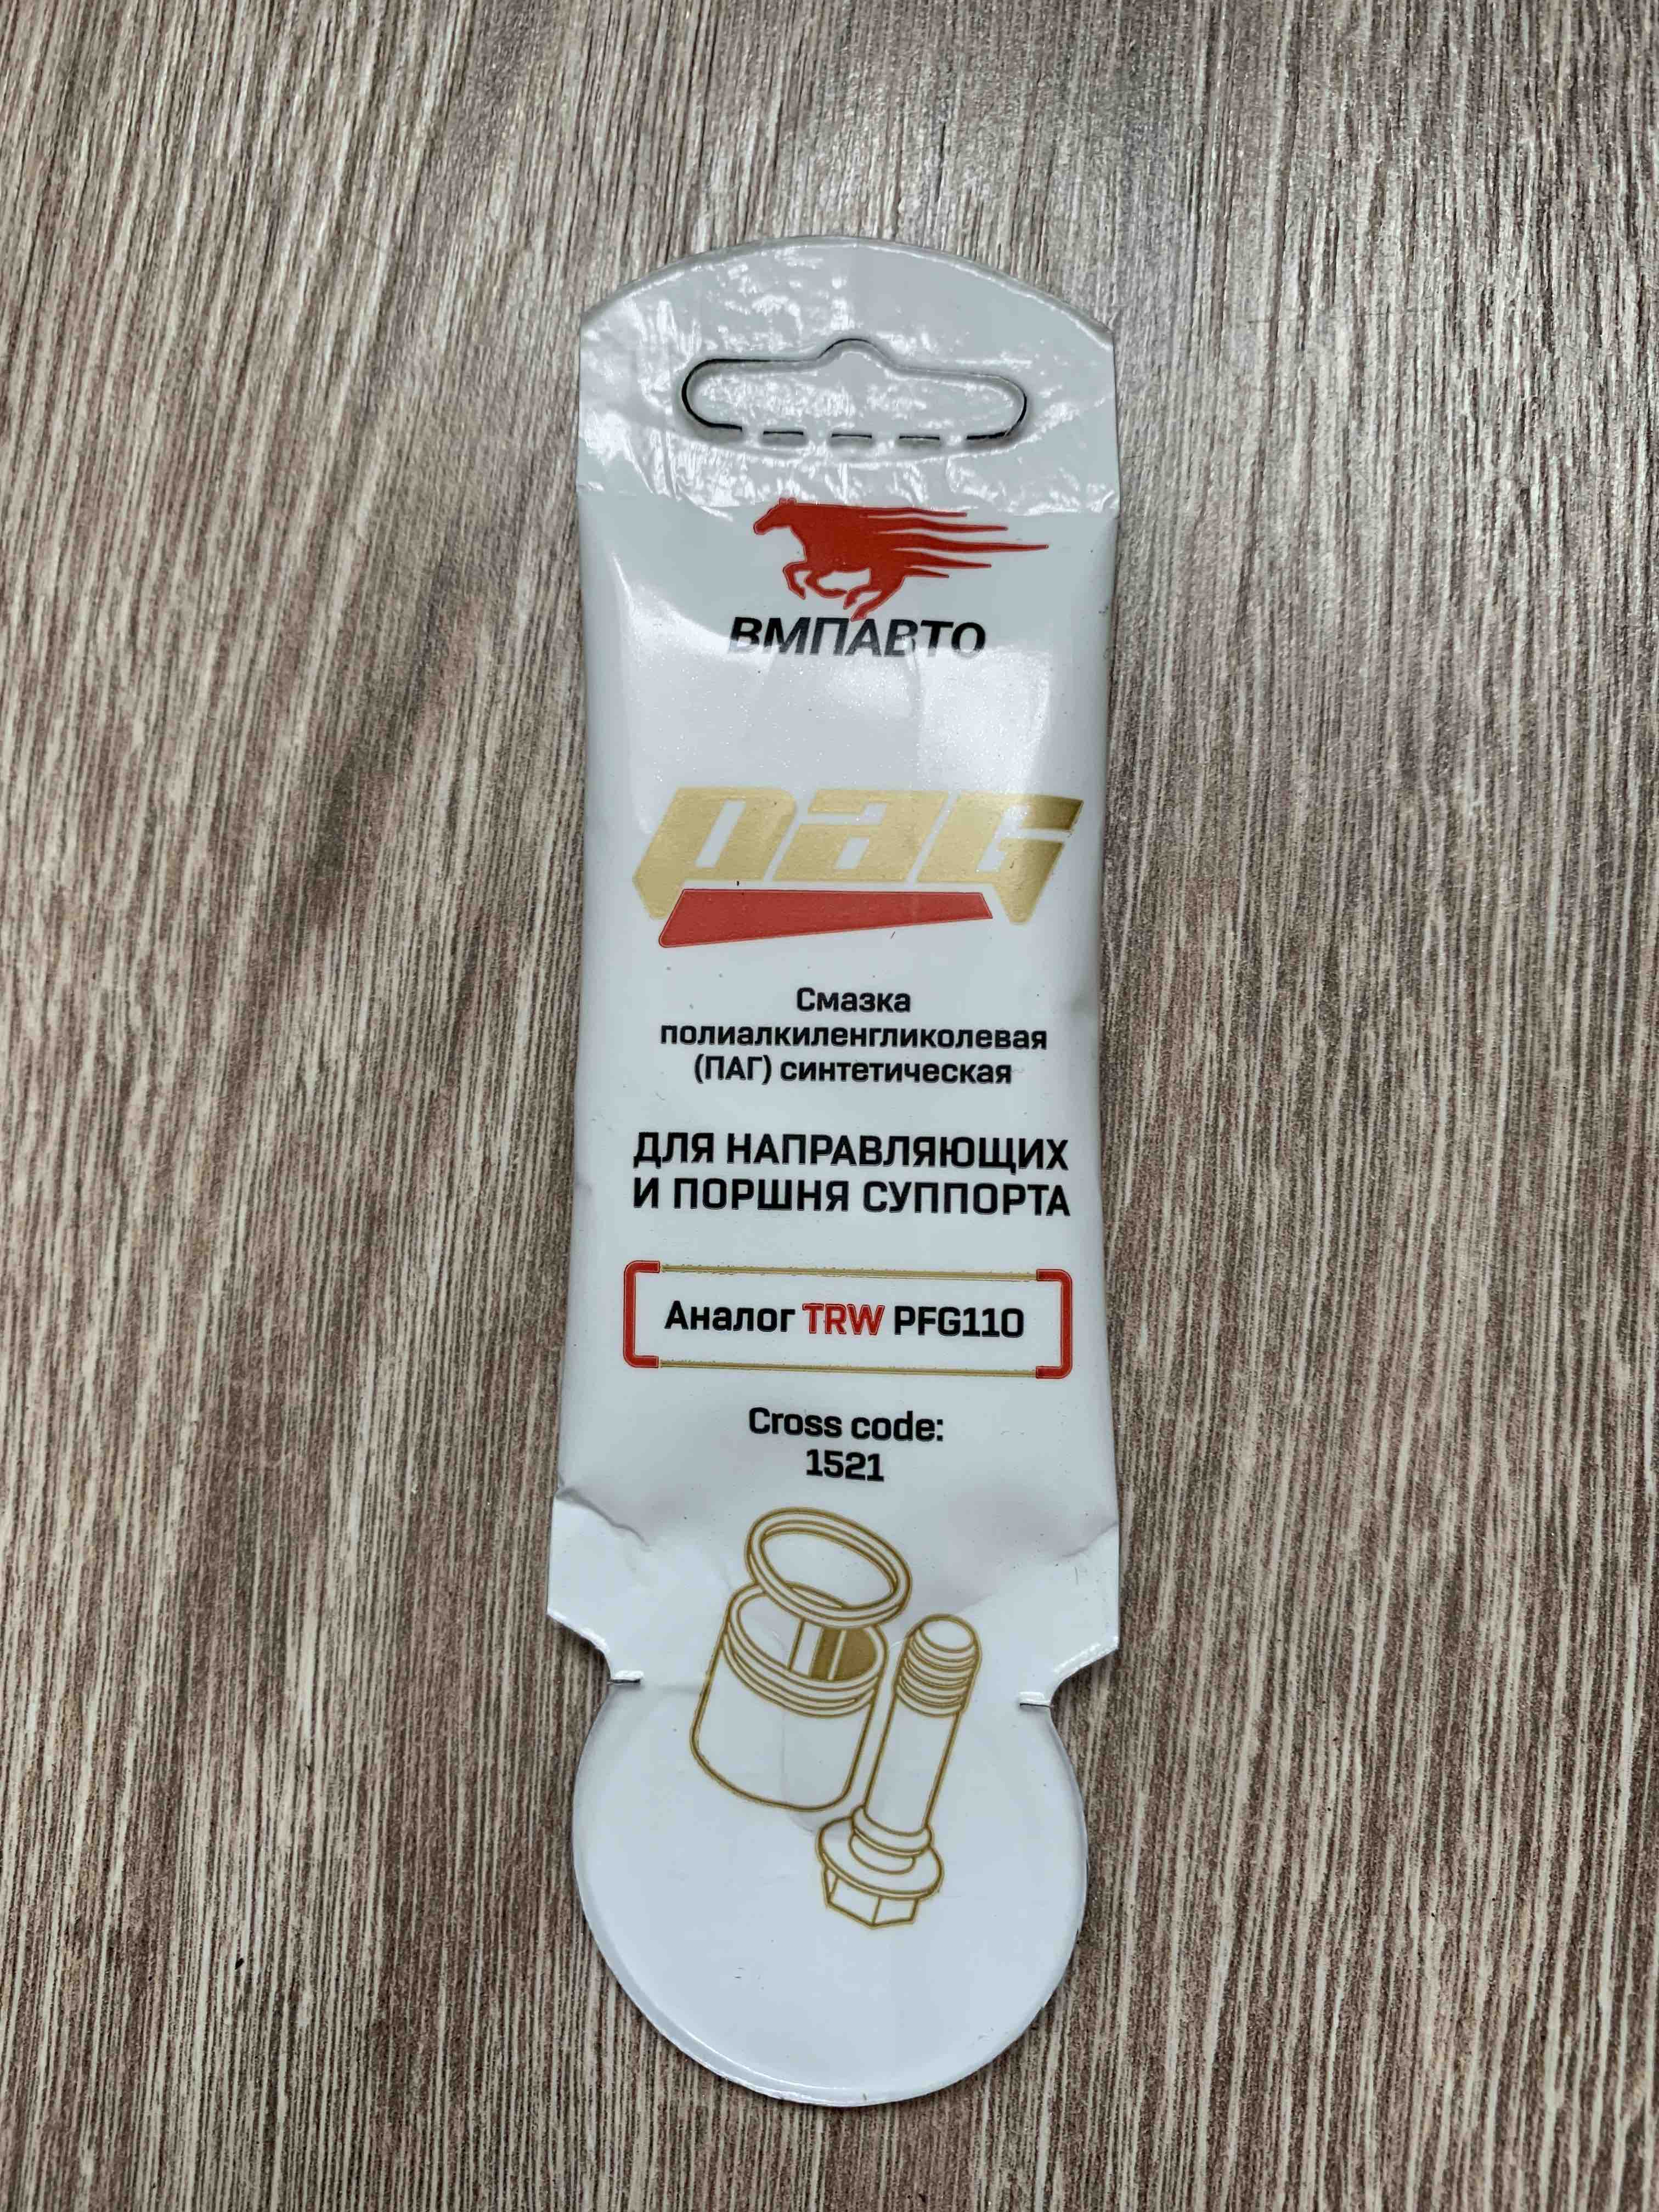 ВМПАВТО
PAG
Смазка
полиалкиленгликолевая
(ПАГ) синтетическая
ДЛЯ НАПРАВЛЯЮЩИХ
И ПОРШНЯ СУППОРТА
Аналог TRW PFG110
Cross code:
1521